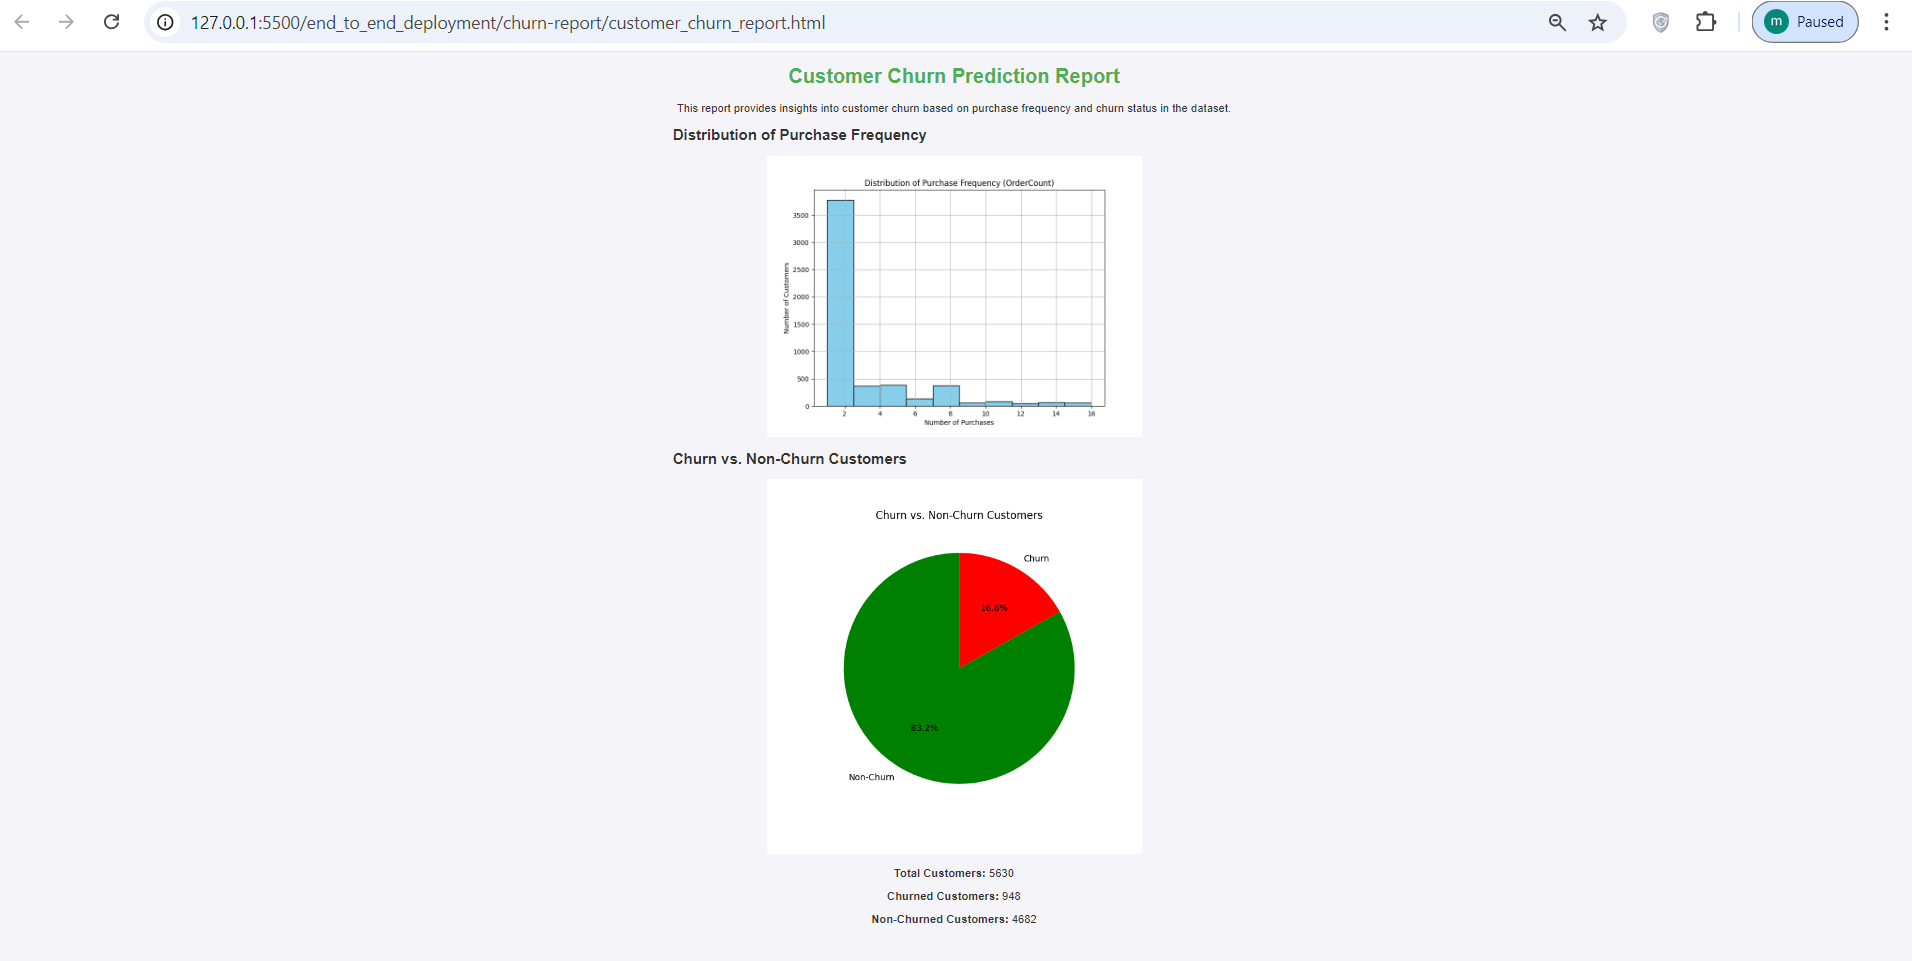 127.0.0.1:5500/end_to_end_deployment/churn-report/customer_churn_report.html
m Paused
Customer Churn Prediction Report
This report provides insights into customer churn based on purchase frequency and churn status in the dataset.
Distribution of Purchase Frequency
Distribution of Purchase Frequency (OrderCount)
Number of Customers
3500
3000
2500
2000
1500
1000
500
0
2 4 6 8 10 12 14 16
Number of Purchases
Churn vs. Non-Churn Customers
Churn vs. Non-Churn Customers
Churn
16.8%
83.2%
Non-Churn
Total Customers: 5630
Churned Customers: 948
Non-Churned Customers: 4682